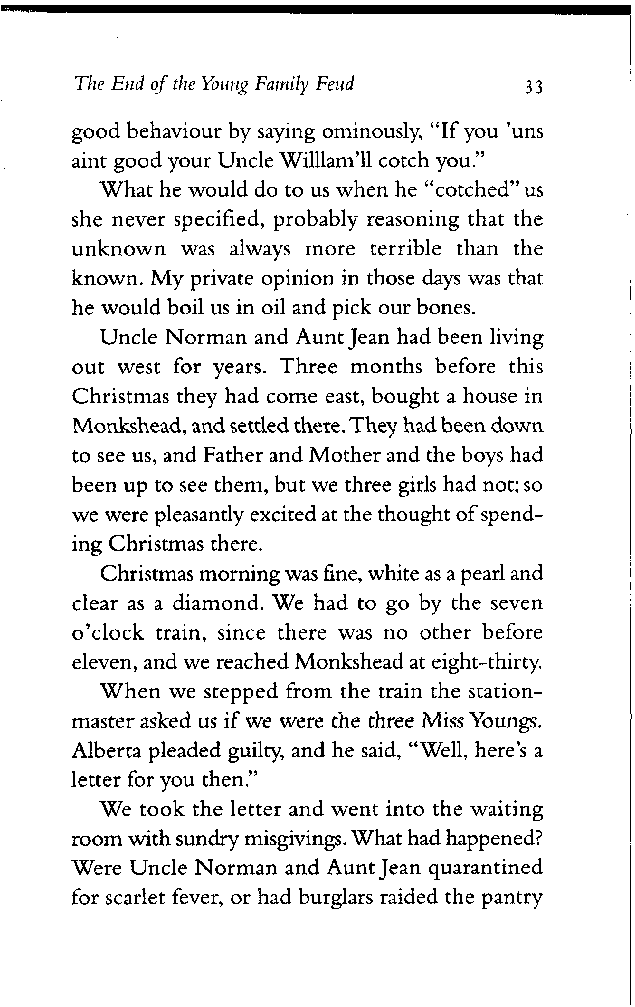 The End of the Young Family Feud 33
good behaviour by saying ominously, “If you ’uns
aint good your Uncle Willlam’ll cotch you.”
What he would do to us when he “cotched” us
she never specified, probably reasoning that the
unknown was always more terrible than the
known. My private opinion in those days was that
he would boil us in oil and pick our bones.
Uncle Norman and Aunt Jean had been living
out west for years. Three months before this
Christmas they had come east, bought a house in
Monkshead, and settled there. They had been down
to see us, and Father and Mother and the boys had
been up to see them, but we three girls had not; so
we were pleasantly excited at the thought of spend-
ing Christmas there.
Christmas morning was fine, white as a pearl and
clear as a diamond. We had to go by the seven
o’clock train, since there was no other before
eleven, and we reached Monkshead at eight-thirty.
When we stepped from the train the station-
master asked us if we were the three Miss Youngs.
Alberta pleaded guilty, and he said, “Well, here’s a
letter for you then.”
We took the letter and went into the waiting
room with sundry misgivings. What had happened?
Were Uncle Norman and Aunt Jean quarantined
for scarlet fever, or had burglars raided the pantry